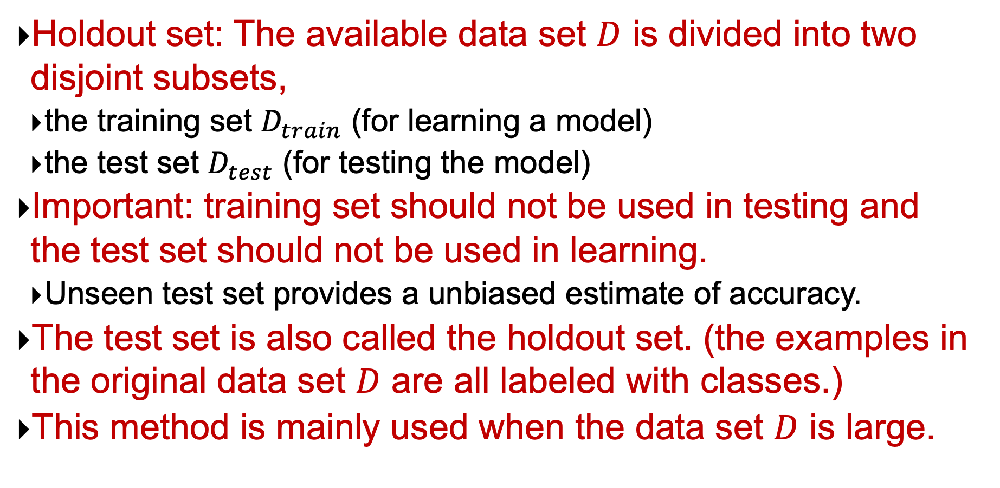 ▸Holdout set: The available data set D is divided into two
disjoint subsets,
▸the training set D_train (for learning a model)
▸the test set D_test (for testing the model)
▸Important: training set should not be used in testing and
the test set should not be used in learning.
▸Unseen test set provides a unbiased estimate of accuracy.
▸The test set is also called the holdout set. (the examples in
the original data set D are all labeled with classes.)
▸This method is mainly used when the data set D is large.